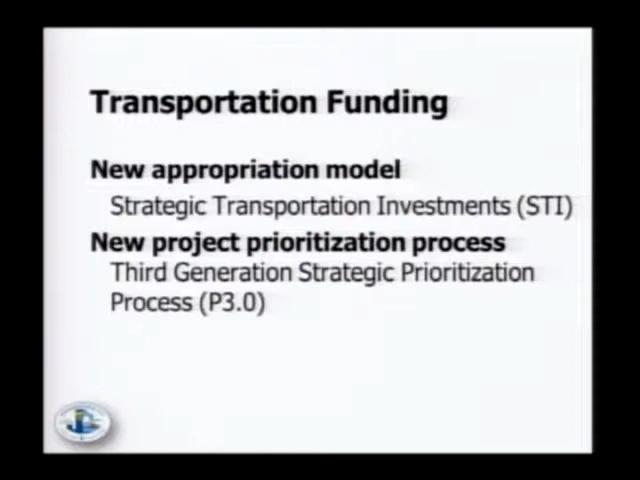 Transportation Funding
New appropriation model
Strategic Transportation Investments (STI)
New project prioritization process
Third Generation Strategic Prioritization
Process (P3.0)